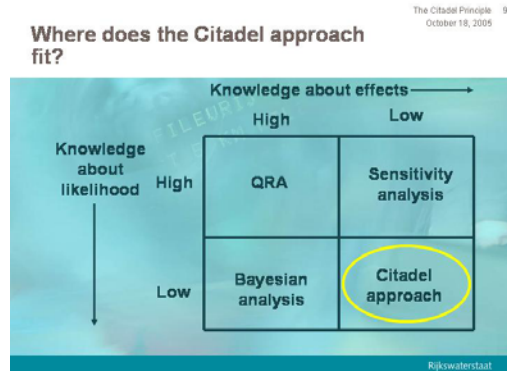 The Citadel Principle 9
October 18, 2005
Where does the Citadel approach
fit?
Knowledge about effects
High Low
Knowledge
about
likelihood
High
QRA
Sensitivity
analysis
Low
Bayesian
analysis
Citadel
approach
Rijkswaterstaat